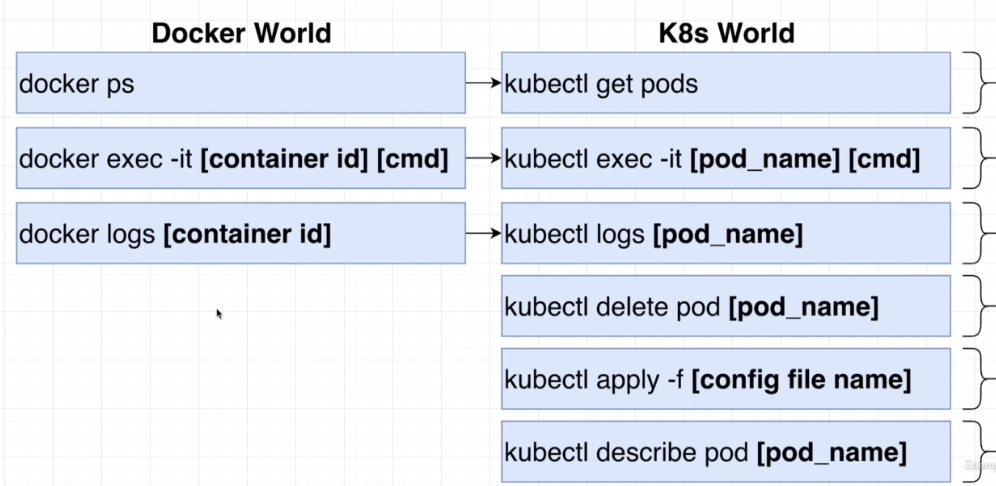 Docker World
K8s World
docker ps
kubectl get pods
docker exec -it [container id] [cmd]
kubectl exec -it [pod_name] [cmd]
docker logs [container id]
kubectl logs [pod_name]
kubectl delete pod [pod_name]
kubectl apply -f [config file name]
kubectl describe pod [pod_name]